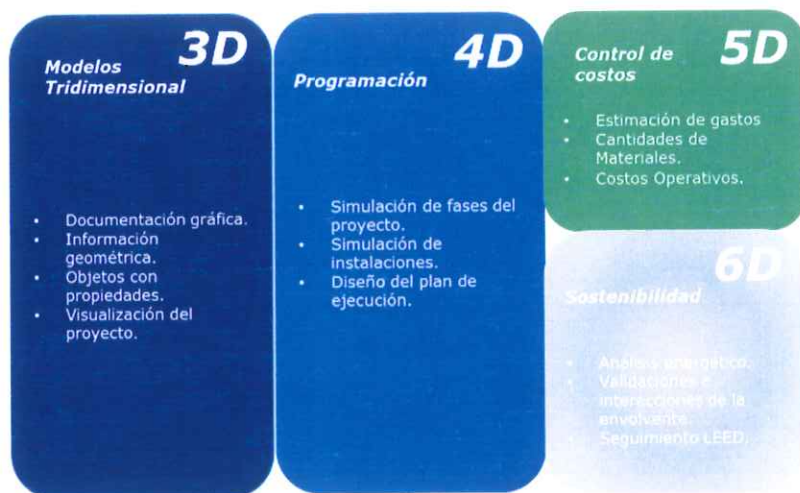 3D
Modelos
Tridimensional
• Documentación gráfica.
• Información
geométrica.
• Objetos con
propiedades.
• Visualización del
proyecto.
4D
Programación
• Simulación de fases del
proyecto.
• Simulación de
instalaciones.
• Diseño del plan de
ejecución.
5D
Control de
costos
• Estimación de gastos
• Cantidades de
Materiales.
• Costos Operativos.
6D
Sostenibilidad
• Análisis energético.
• Validaciones e
interacciones de la
envolvente.
• Seguimiento LEED.